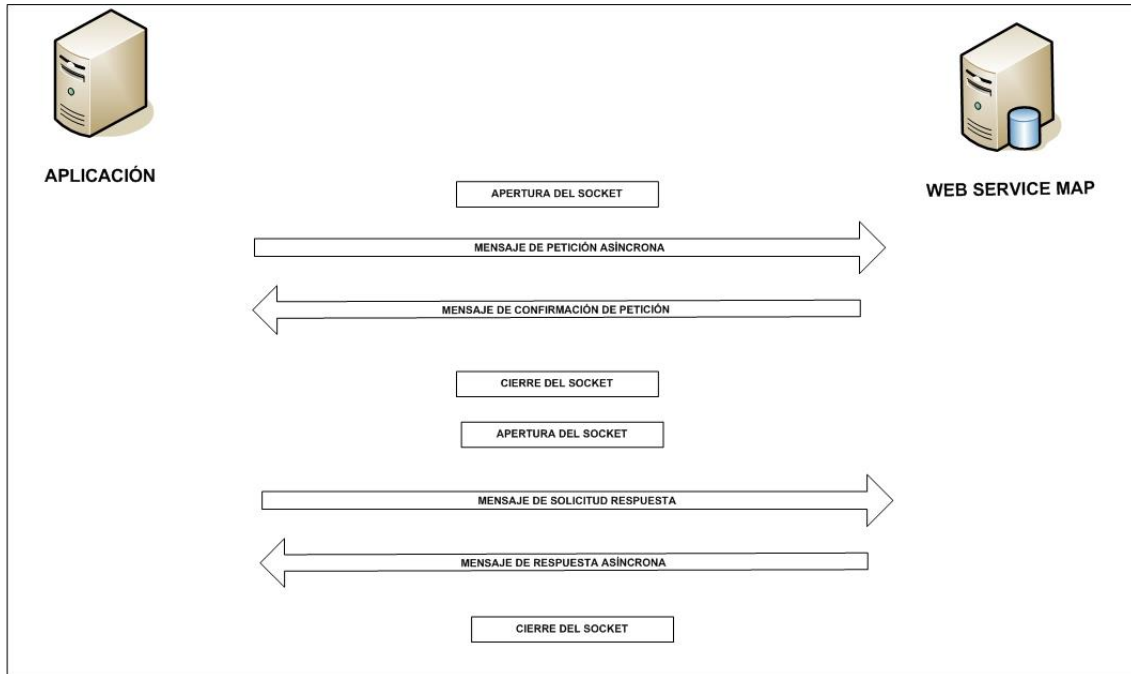 APLICACIÓN
WEB SERVICE MAP
APERTURA DEL SOCKET
MENSAJE DE PETICIÓN ASÍNCRONA
MENSAJE DE CONFIRMACIÓN DE PETICIÓN
CIERRE DEL SOCKET
APERTURA DEL SOCKET
MENSAJE DE SOLICITUD RESPUESTA
MENSAJE DE RESPUESTA ASÍNCRONA
CIERRE DEL SOCKET